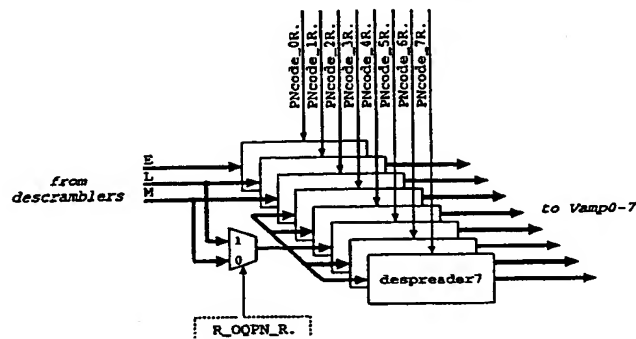 PNcode_0R.
PNcode_1R.
PNcode_2R.
PNcode_3R.
PNcode_4R.
PNcode_5R.
PNcode_6R.
PNcode_7R.
from
descramblers
E
L
M
to Vamp0-7
1
0
despreader7
R_OQPN_R.